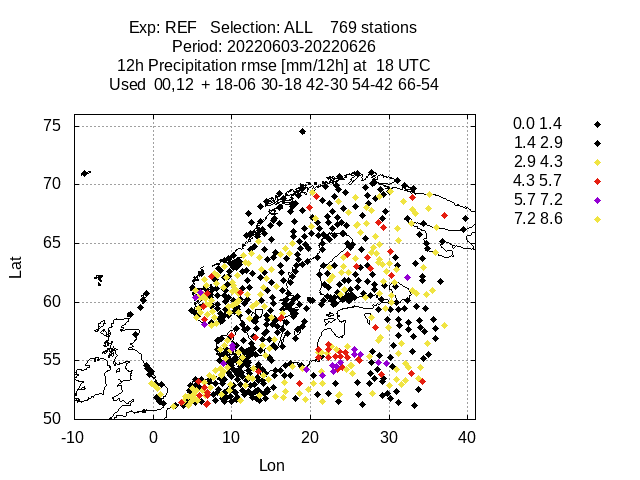 Exp: REF Selection: ALL 769 stations
Period: 20220603-20220626
12h Precipitation rmse [mm/12h] at 18 UTC
Used 00,12 + 18-06 30-18 42-30 54-42 66-54
75
70
65
60
55
50
-10 0 10 20 30 40
Lat
Lon
0.0 1.4
1.4 2.9
2.9 4.3
4.3 5.7
5.7 7.2
7.2 8.6